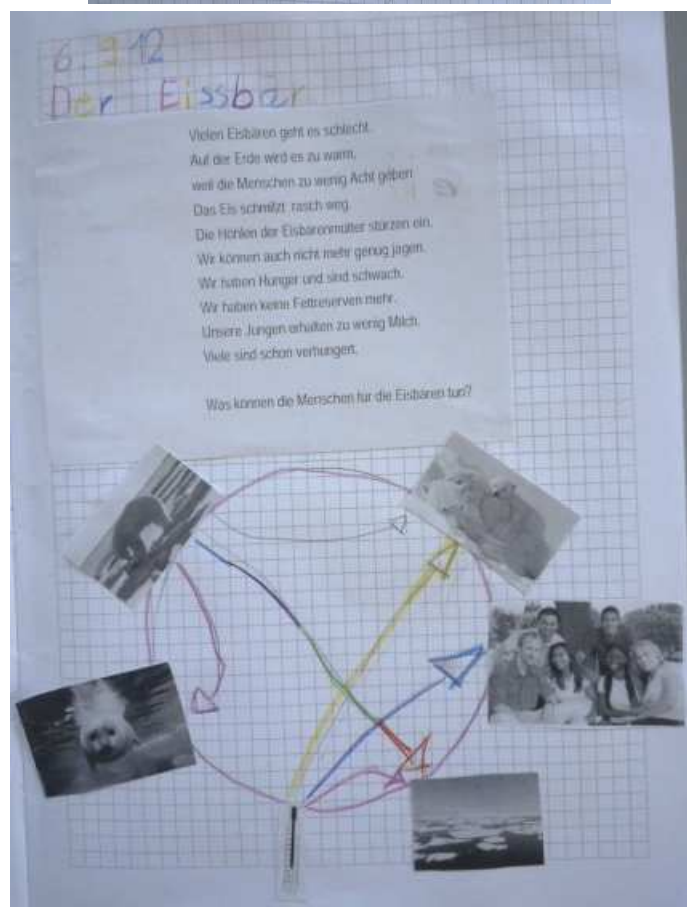 6. 9 12
Der Eissbär
Vielen Eisbären geht es schlecht.
Auf der Erde wird es zu warm,
weil die Menschen zu wenig Acht geben.
Das Eis schmilzt rasch weg.
Die Höhlen der Eisbärenmütter stürzen ein.
Wir können auch nicht mehr genug jagen.
Wir haben Hunger und sind schwach.
Wir haben keine Fettreserven mehr.
Unsere Jungen erhalten zu wenig Milch.
Viele sind schon verhungert.
Was können die Menschen für die Eisbären tun?